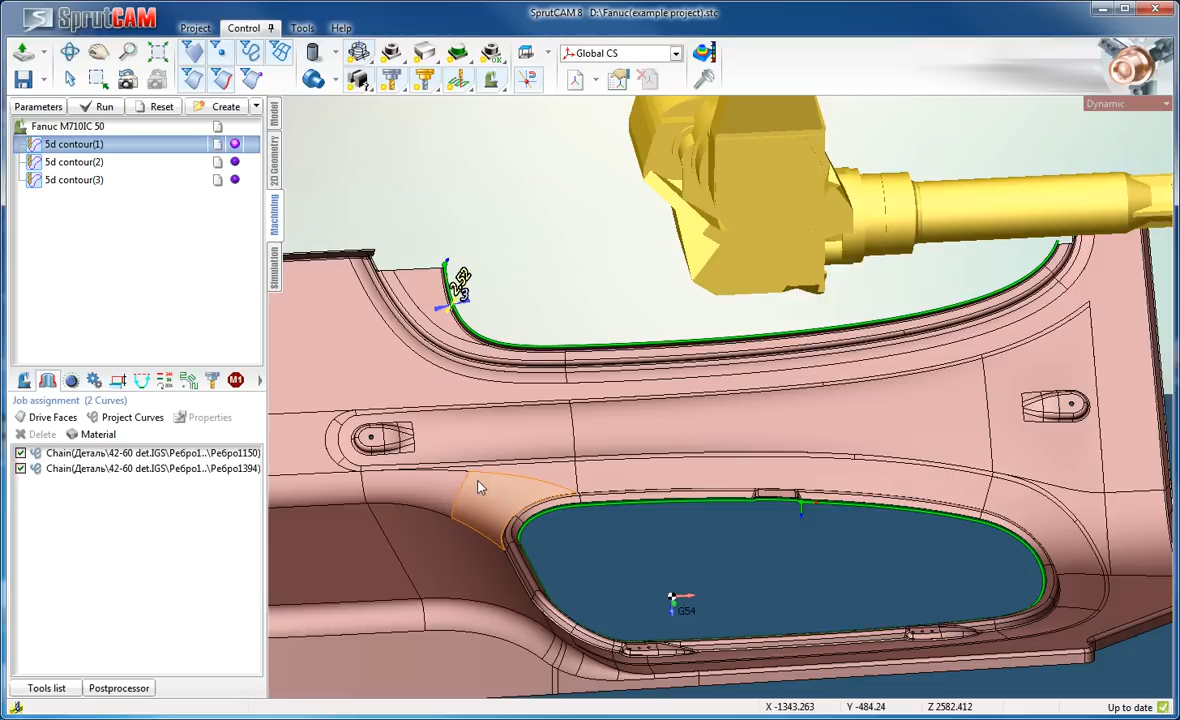 SprutCAM
SprutCAM 8 D:\Fanuc(example project).stc
Project Control Tools Help
Global CS
Parameters Run Reset Create
Dynamic
Fanuc M710IC 50
5d contour(1)
5d contour(2)
5d contour(3)
Model
2D Geometry
Machining
Simulation
M1
Job assignment (2 Curves)
Drive Faces Project Curves Properties
Delete Material
Chain(Деталь\42-60 det.IGS\Ребро1..\Ребро1150)
Chain(Деталь\42-60 det.IGS\Ребро1..\Ребро1394)
G54
Tools list Postprocessor
X -1343.263 Y -484.24 Z 2582.412 Up to date